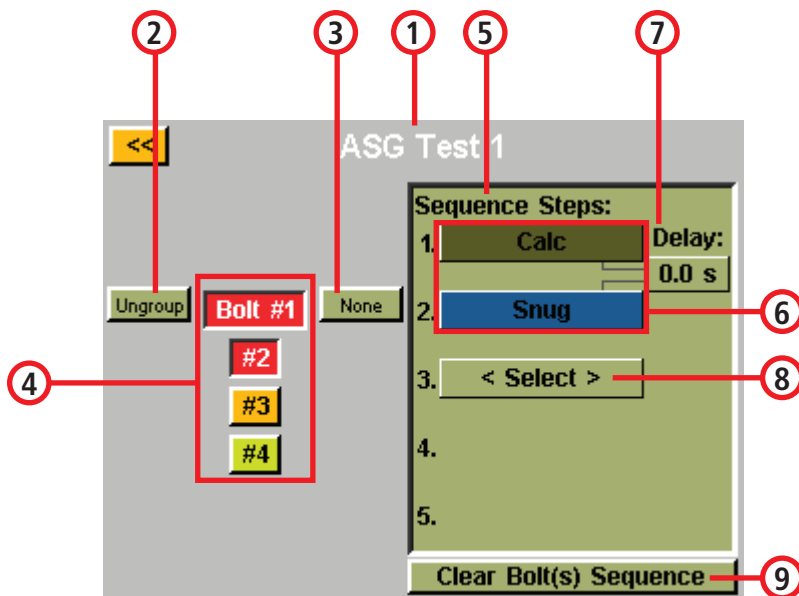 2 3 1 5 7
<< ASG Test 1
Sequence Steps:
1. Calc Delay:
0.0 s
Ungroup Bolt #1 None 2. Snug 6
#2
4 3. < Select > 8
#3
#4 4.
5.
Clear Bolt(s) Sequence 9